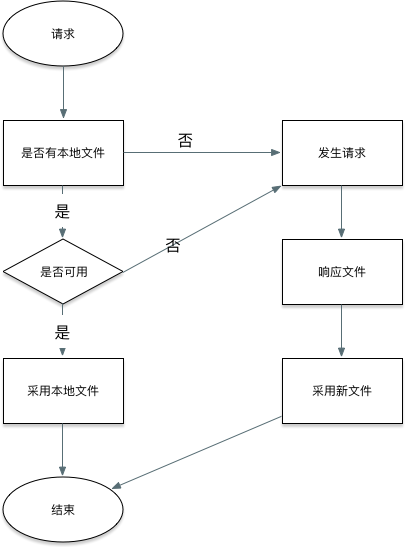 请求
是否有本地文件
否
发生请求
是
是否可用
否
响应文件
是
采用本地文件
采用新文件
结束